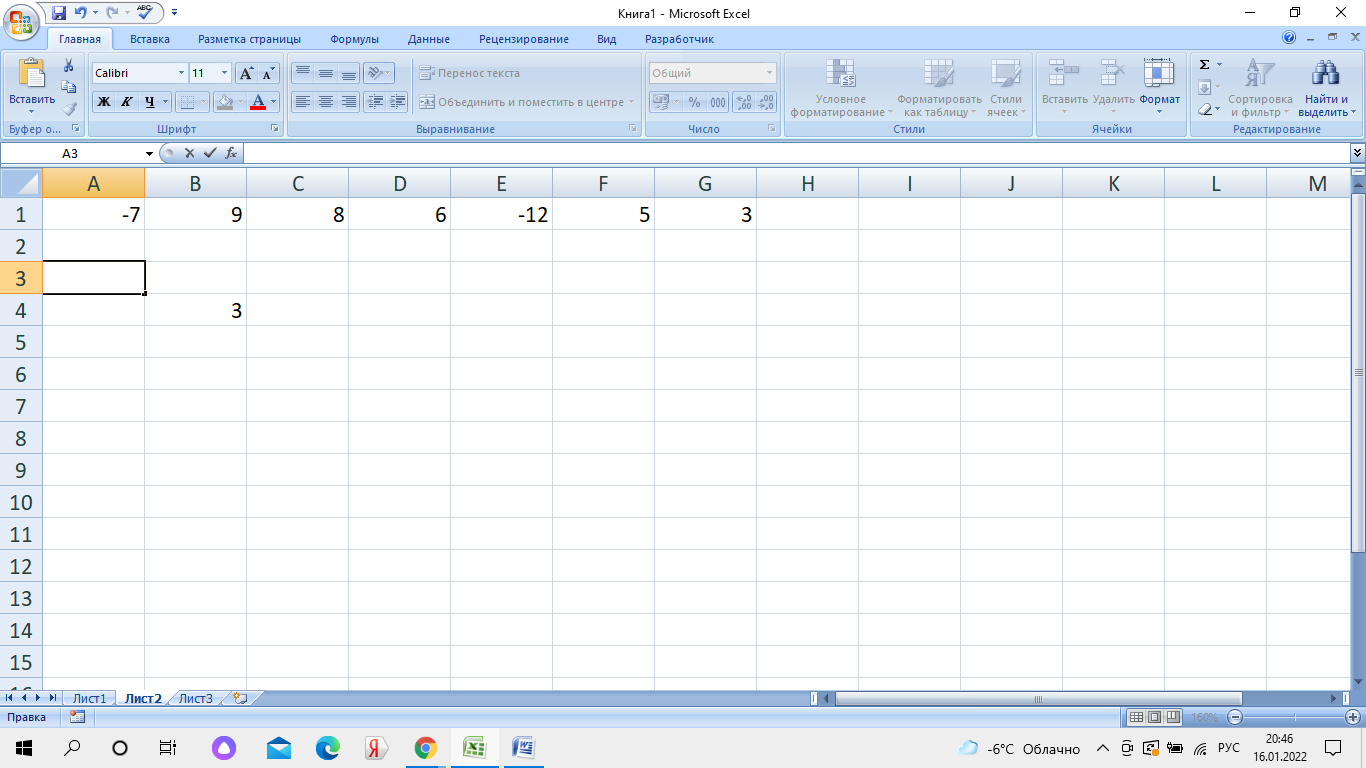 Книга1 - Microsoft Excel
Главная Вставка Разметка страницы Формулы Данные Рецензирование Вид Разработчик
Вставить
Буфер о...
Calibri 11
Ж К Ч
Шрифт
Перенос текста
Объединить и поместить в центре
Выравнивание
Общий
% 000
Число
Условное форматирование
Форматировать как таблицу
Стили ячеек
Стили
Вставить Удалить Формат
Ячейки
Σ
Сортировка и фильтр
Найти и выделить
Редактирование
A3 fx
A B C D E F G H I J K L M
1 -7 9 8 6 -12 5 3
2
3
4 3
5
6
7
8
9
10
11
12
13
14
15
16
Лист1 Лист2 Лист3
Правка 160%
-6°C Облачно РУС 20:46
16.01.2022